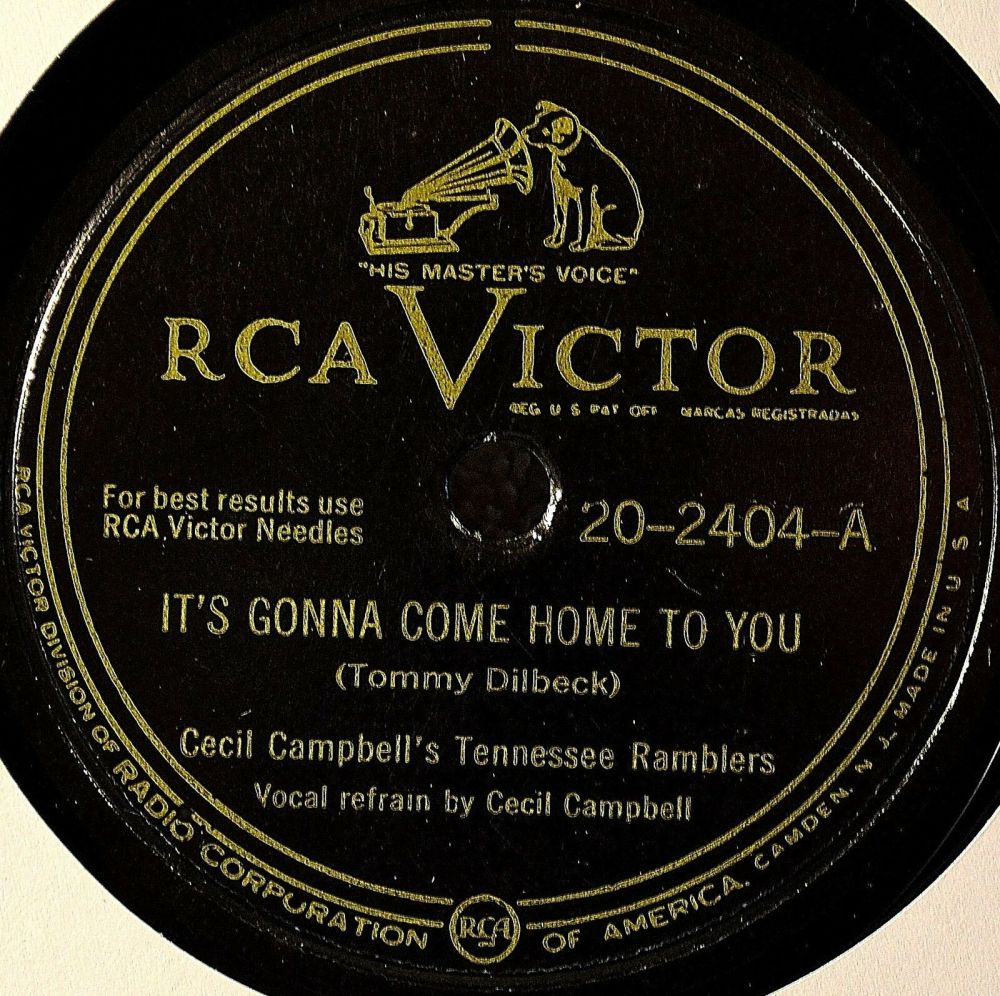 "HIS MASTER'S VOICE"
RCA VICTOR
REG U S PAT OFF MARCAS REGISTRADAS
For best results use
RCA Victor Needles
20-2404-A
IT'S GONNA COME HOME TO YOU
(Tommy Dilbeck)
Cecil Campbell's Tennessee Ramblers
Vocal refrain by Cecil Campbell
RCA VICTOR DIVISION OF RADIO CORPORATION RCA OF AMERICA, CAMDEN, N J.-MADE IN U S A